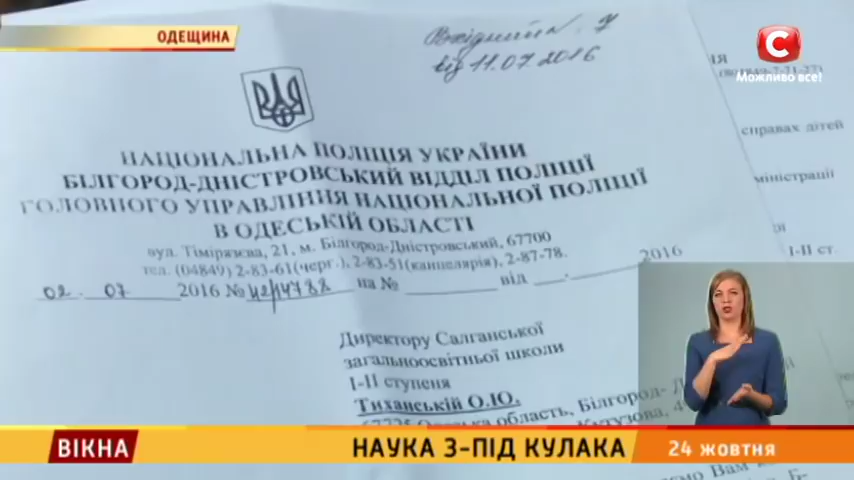 ОДЕЩИНА
Вхідний № 7
від 11.07.2016
С
Можливо все!
НАЦІОНАЛЬНА ПОЛІЦІЯ УКРАЇНИ
БІЛГОРОД-ДНІСТРОВСЬКИЙ ВІДДІЛ ПОЛІЦІЇ
ГОЛОВНОГО УПРАВЛІННЯ НАЦІОНАЛЬНОЇ ПОЛІЦІЇ
В ОДЕСЬКІЙ ОБЛАСТІ
вул. Тімірязєва, 21, м. Білгород-Дністровський, 67700
тел. (04849) 2-83-61(черг.), 2-83-51(канцелярія), 2-87-78.
02. 07 2016 № на № від 2016
справах дітей
міністрації
І-ІІ ст.
Директору Салганської
загальноосвітньої школи
І-ІІ ступеня
Тиханській О.Ю.
область, Білгород-
Кутузова,
Вам
ВІКНА
НАУКА З-ПІД КУЛАКА
24 жовтня